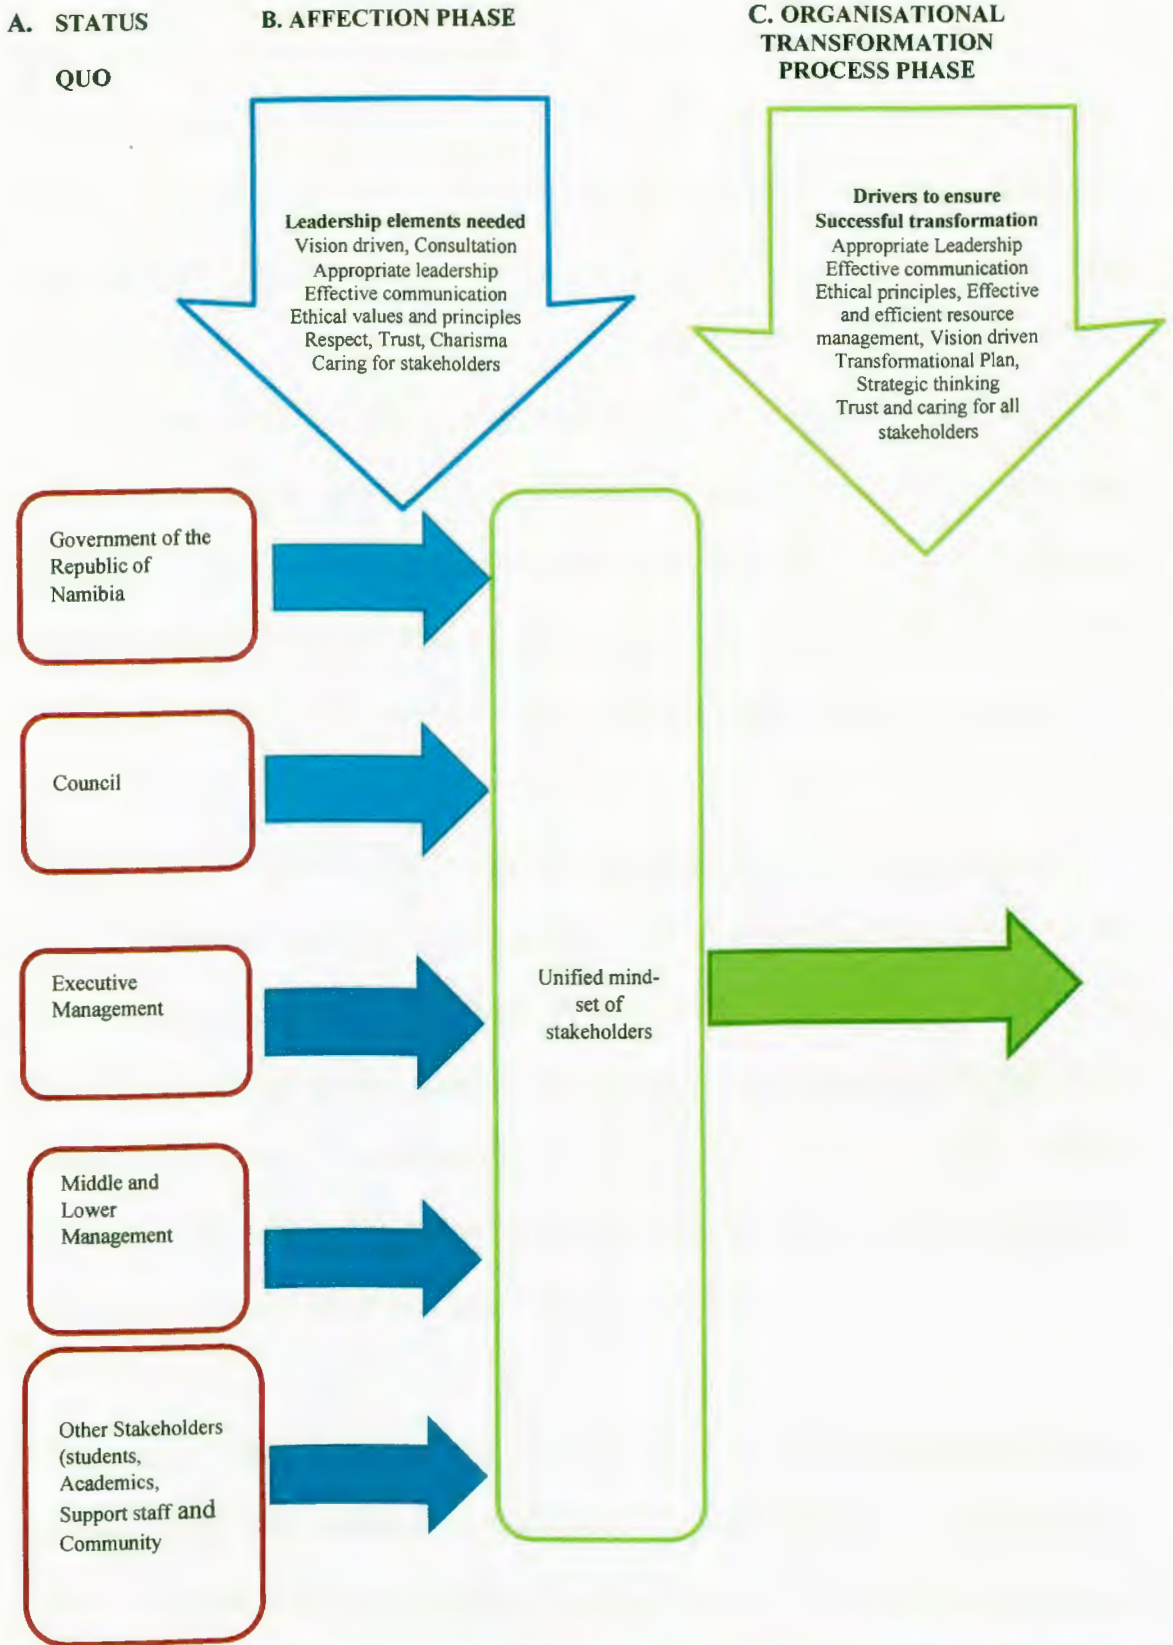 A. STATUS
QUO
B. AFFECTION PHASE
C. ORGANISATIONAL
TRANSFORMATION
PROCESS PHASE
Leadership elements needed
Vision driven, Consultation
Appropriate leadership
Effective communication
Ethical values and principles
Respect, Trust, Charisma
Caring for stakeholders
Drivers to ensure
Successful transformation
Appropriate Leadership
Effective communication
Ethical principles, Effective
and efficient resource
management, Vision driven
Transformational Plan,
Strategic thinking
Trust and caring for all
stakeholders
Government of the
Republic of
Namibia
Council
Executive
Management
Middle and
Lower
Management
Other Stakeholders
(students,
Academics,
Support staff and
Community
Unified mind-
set of
stakeholders